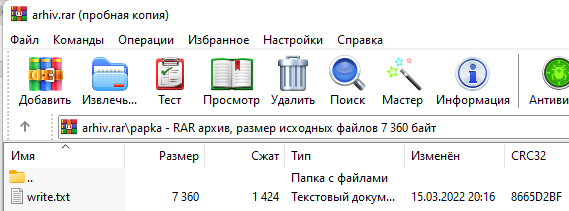 arhiv.rar (пробная копия)
Файл Команды Операции Избранное Настройки Справка
Добавить Извлечь... Тест Просмотр Удалить Поиск Мастер Информация Антиви
arhiv.rar\papka - RAR архив, размер исходных файлов 7 360 байт
Имя Размер Сжат Тип Изменён CRC32
.. Папка с файлами
write.txt 7 360 1 424 Текстовый докум... 15.03.2022 20:16 8665D2BF